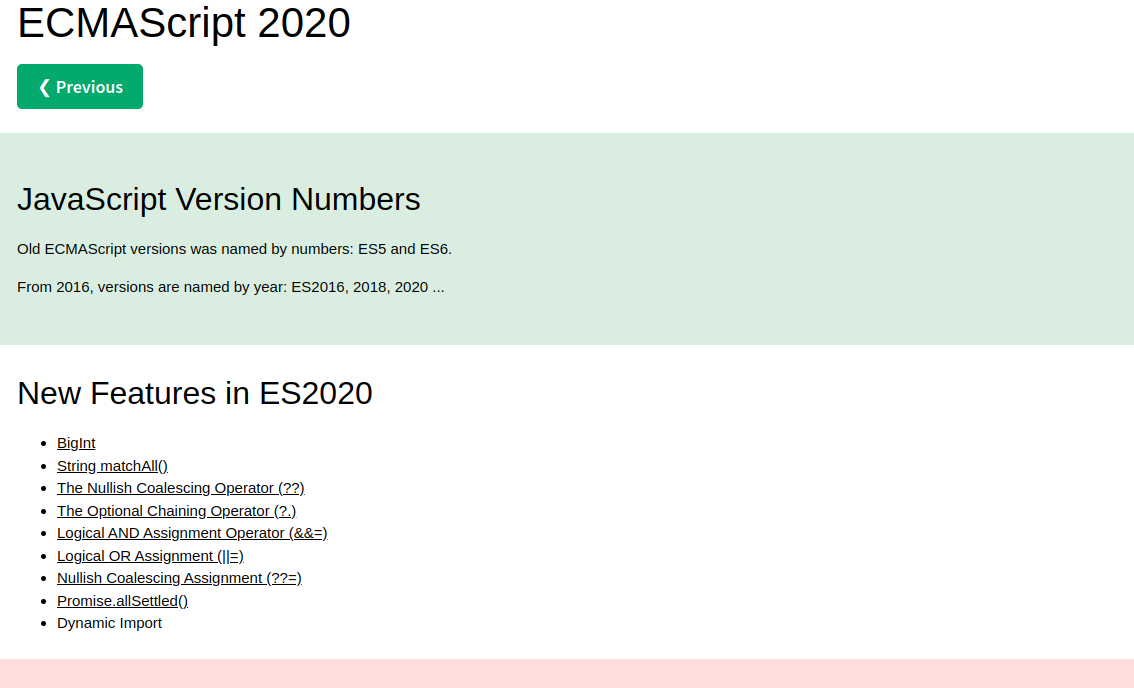 ECMAScript 2020
❮ Previous
JavaScript Version Numbers
Old ECMAScript versions was named by numbers: ES5 and ES6.
From 2016, versions are named by year: ES2016, 2018, 2020 ...
New Features in ES2020
• BigInt
• String matchAll()
• The Nullish Coalescing Operator (??)
• The Optional Chaining Operator (?.)
• Logical AND Assignment Operator (&&=)
• Logical OR Assignment (||=)
• Nullish Coalescing Assignment (??=)
• Promise.allSettled()
• Dynamic Import